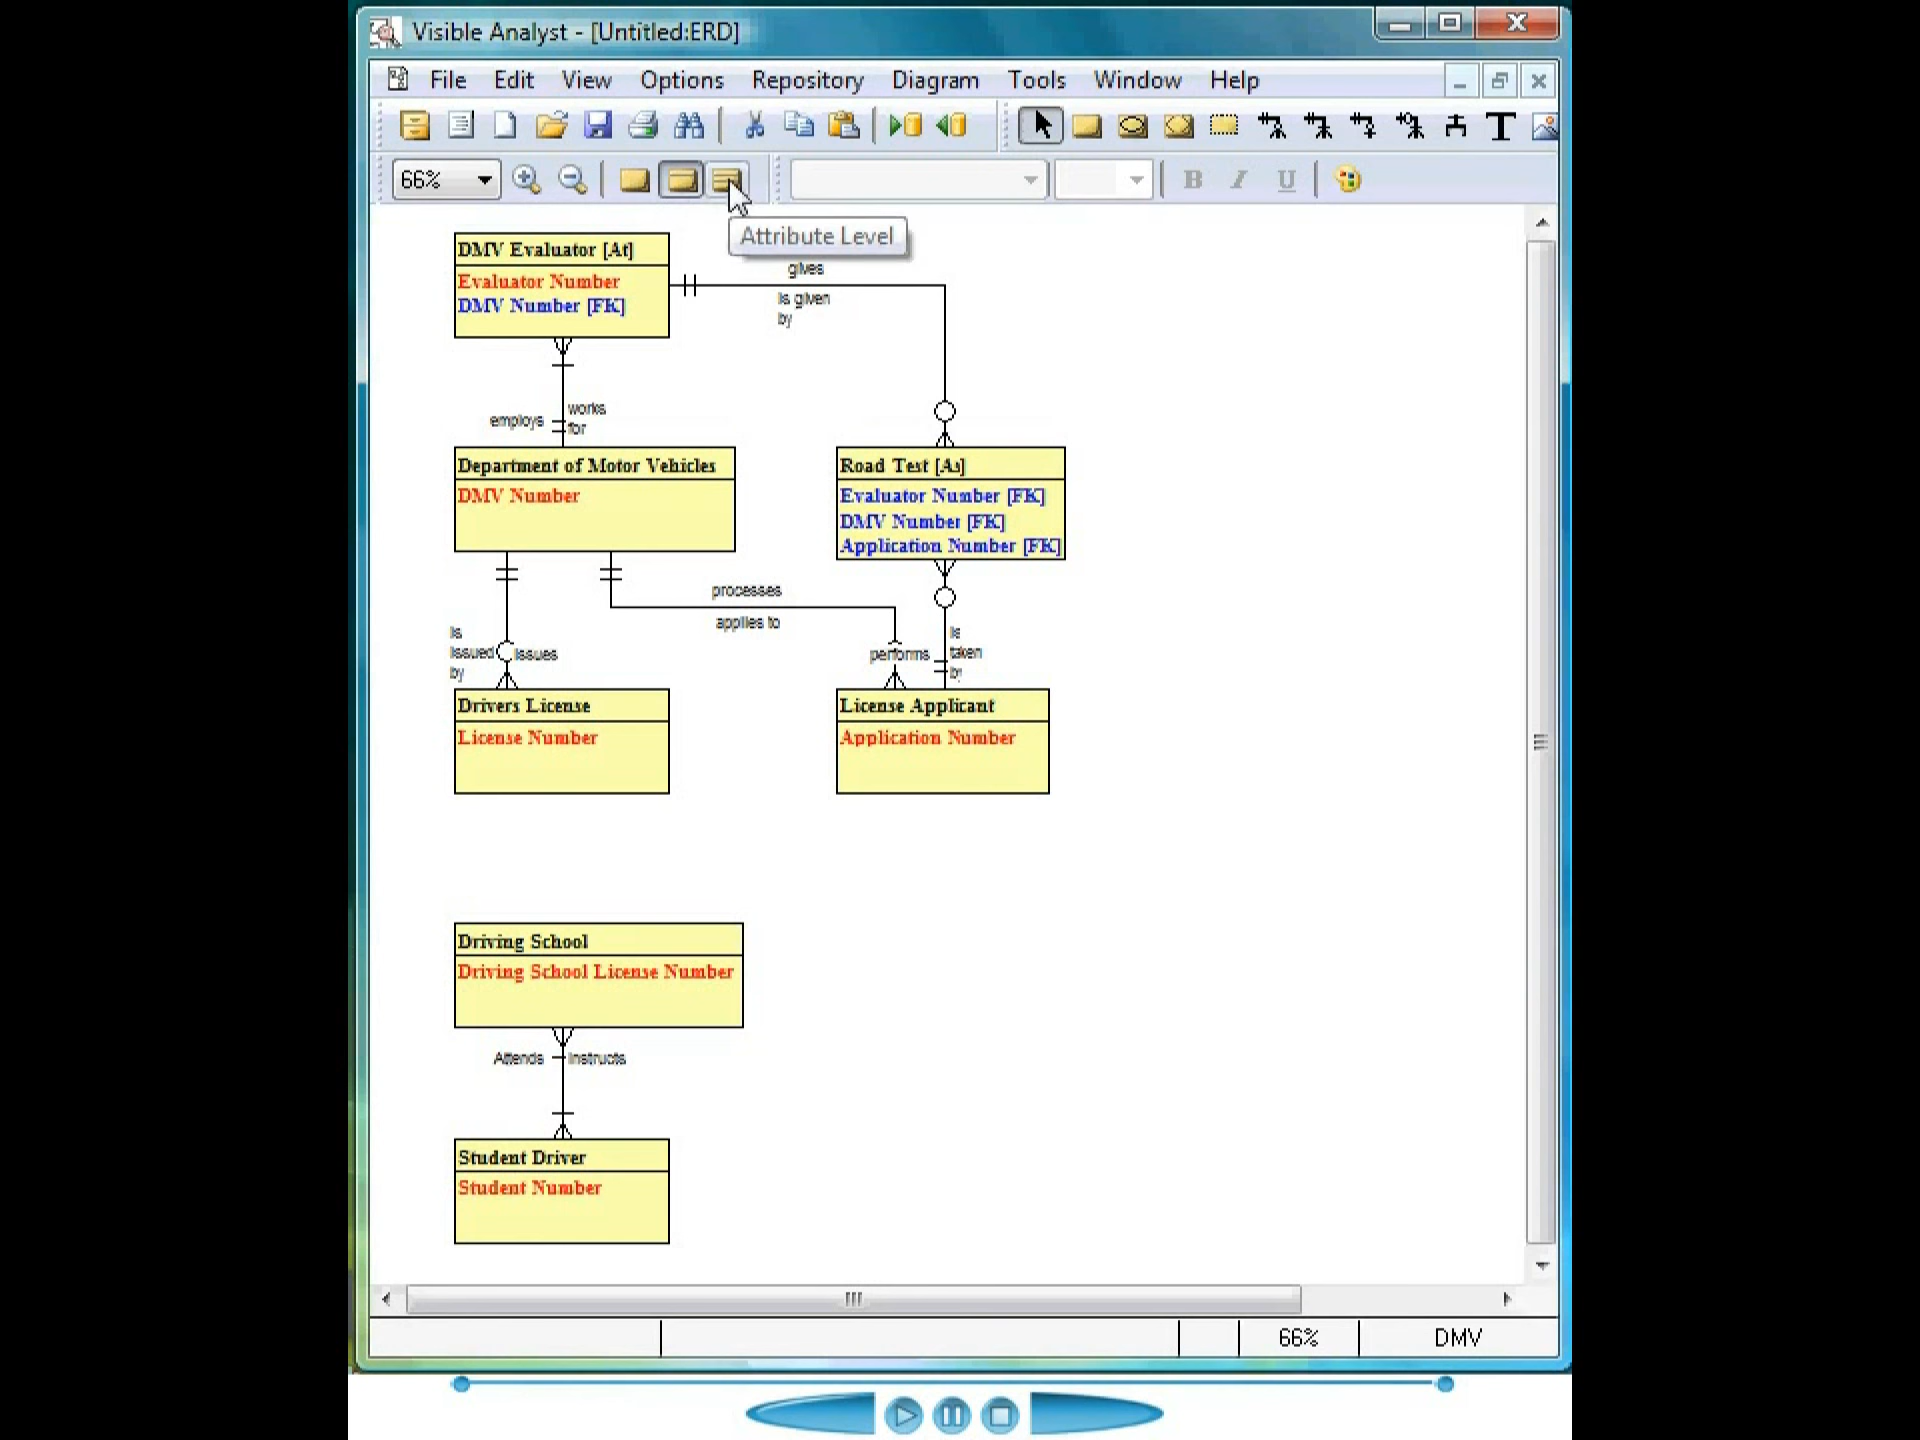 Visible Analyst - [Untitled:ERD]
File Edit View Options Repository Diagram Tools Window Help
66%
B I U
Attribute Level
DMV Evaluator [At]
Evaluator Number
DMV Number [FK]
gives
is given
by
employs
works
for
Department of Motor Vehicles
DMV Number
Road Test [As]
Evaluator Number [FK]
DMV Number [FK]
Application Number [FK]
processes
applies to
is
issued
by
issues
performs
is
taken
by
Drivers License
License Number
License Applicant
Application Number
Driving School
Driving School License Number
Attends
instructs
Student Driver
Student Number
66%
DMV